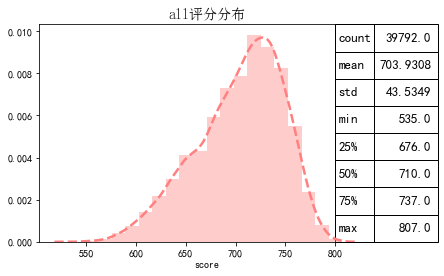 all评分分布
0.010
0.008
0.006
0.004
0.002
0.000
550
600
650
700
750
800
score
count 39792.0
mean 703.9308
std 43.5349
min 535.0
25% 676.0
50% 710.0
75% 737.0
max 807.0